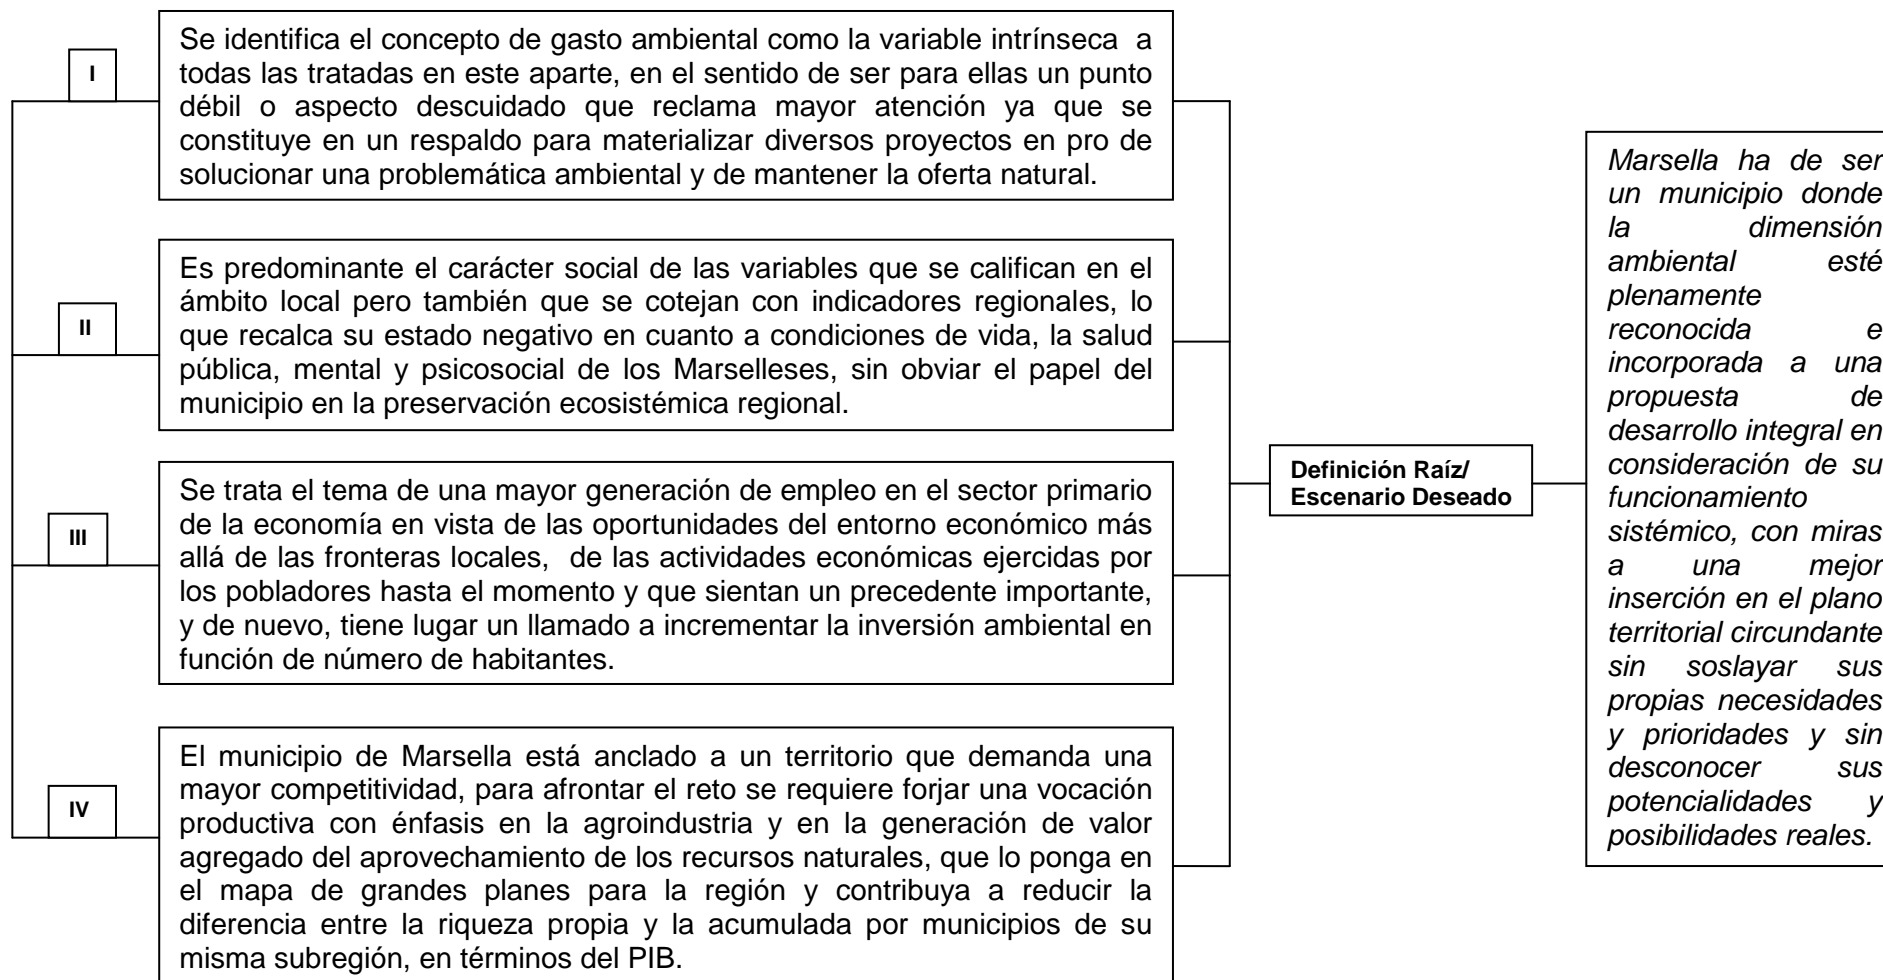 I
Se identifica el concepto de gasto ambiental como la variable intrínseca a
todas las tratadas en este aparte, en el sentido de ser para ellas un punto
débil o aspecto descuidado que reclama mayor atención ya que se
constituye en un respaldo para materializar diversos proyectos en pro de
solucionar una problemática ambiental y de mantener la oferta natural.
II
Es predominante el carácter social de las variables que se califican en el
ámbito local pero también que se cotejan con indicadores regionales, lo
que recalca su estado negativo en cuanto a condiciones de vida, la salud
pública, mental y psicosocial de los Marselleses, sin obviar el papel del
municipio en la preservación ecosistémica regional.
III
Se trata el tema de una mayor generación de empleo en el sector primario
de la economía en vista de las oportunidades del entorno económico más
allá de las fronteras locales, de las actividades económicas ejercidas por
los pobladores hasta el momento y que sientan un precedente importante,
y de nuevo, tiene lugar un llamado a incrementar la inversión ambiental en
función de número de habitantes.
IV
El municipio de Marsella está anclado a un territorio que demanda una
mayor competitividad, para afrontar el reto se requiere forjar una vocación
productiva con énfasis en la agroindustria y en la generación de valor
agregado del aprovechamiento de los recursos naturales, que lo ponga en
el mapa de grandes planes para la región y contribuya a reducir la
diferencia entre la riqueza propia y la acumulada por municipios de su
misma subregión, en términos del PIB.
Definición Raíz/
Escenario Deseado
Marsella ha de ser
un municipio donde
la dimensión
ambiental esté
plenamente
reconocida e
incorporada a una
propuesta de
desarrollo integral en
consideración de su
funcionamiento
sistémico, con miras
a una mejor
inserción en el plano
territorial circundante
sin soslayar sus
propias necesidades
y prioridades y sin
desconocer sus
potencialidades y
posibilidades reales.